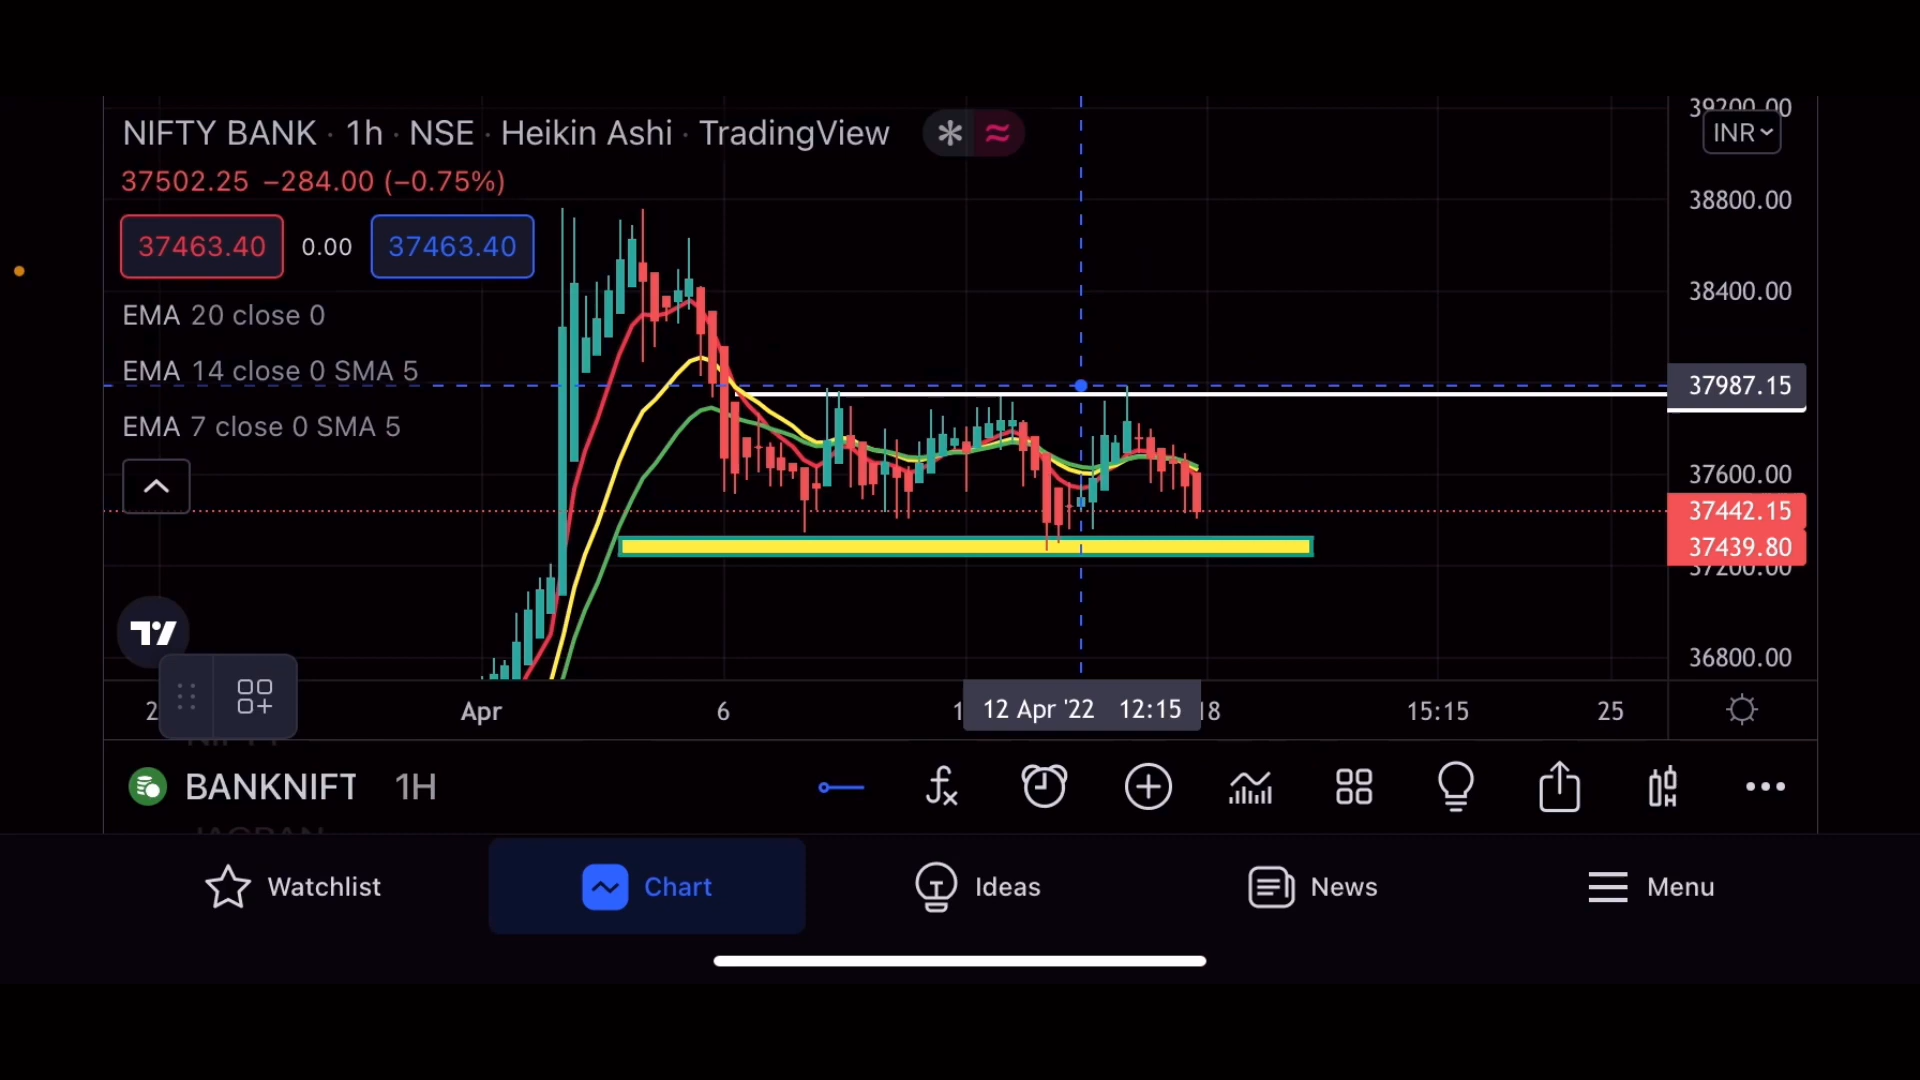 39200.00
NIFTY BANK · 1h · NSE · Heikin Ashi · TradingView
INR
37502.25 −284.00 (−0.75%)
38800.00
37463.40 0.00 37463.40
38400.00
EMA 20 close 0
EMA 14 close 0 SMA 5
37987.15
EMA 7 close 0 SMA 5
37600.00
37442.15
37439.80
37200.00
36800.00
2 Apr 6 1 12 Apr '22 12:15 18 15:15 25
NIFTY
BANKNIFT 1H
JAGRAN
Watchlist Chart Ideas News Menu